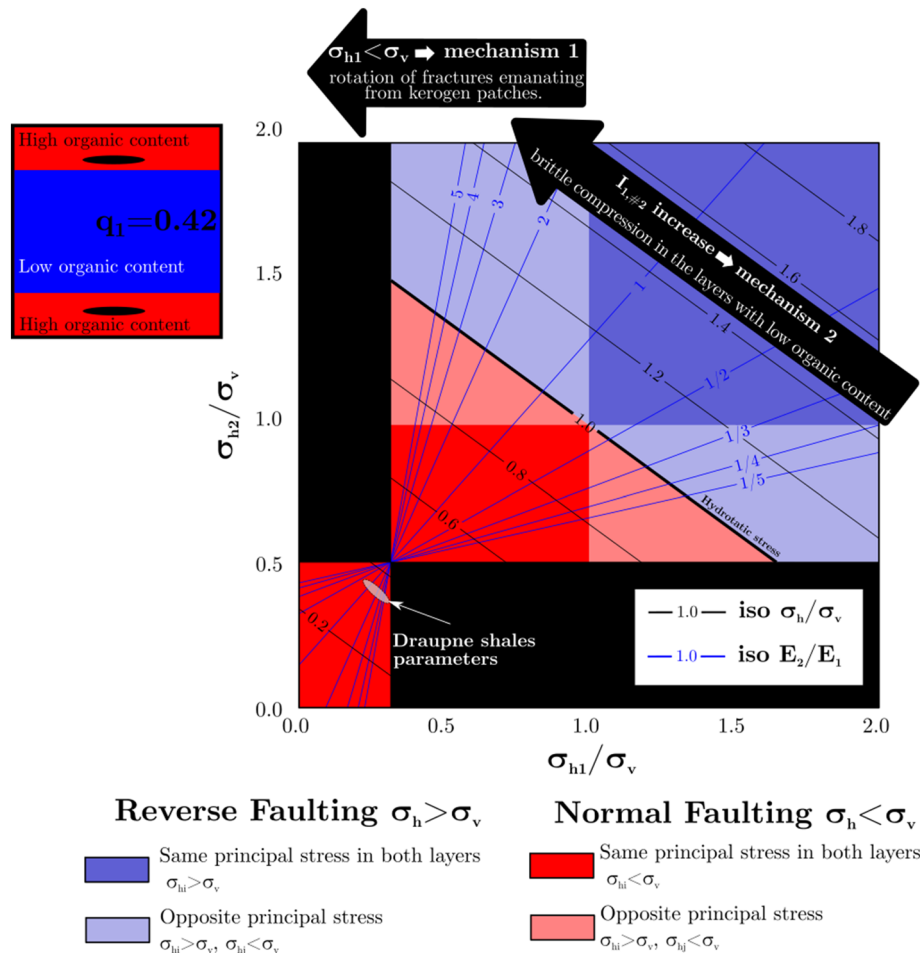 σh1<σv ➡ mechanism 1
rotation of fractures emanating
from kerogen patches.
High organic content
q1=0.42
Low organic content
High organic content
I1,#2 increase ➡ mechanism 2
brittle compression in the layers with low organic content
2.0
1.5
1.0
0.5
0.0
σh2/σv
5
4
3
2
1
1/2
1/3
1/4
1/5
1.8
1.6
1.4
1.2
1.0
0.8
0.6
0.2
Hydrotatic stress
Draupne shales
parameters
1.0 iso σh/σv
1.0 iso E2/E1
0.0
0.5
1.0
1.5
2.0
σh1/σv
Reverse Faulting σh>σv
Same principal stress in both layers
σhi>σv
Opposite principal stress
σhi>σv, σhj<σv
Normal Faulting σh<σv
Same principal stress in both layers
σhi<σv
Opposite principal stress
σhi>σv, σhj<σv